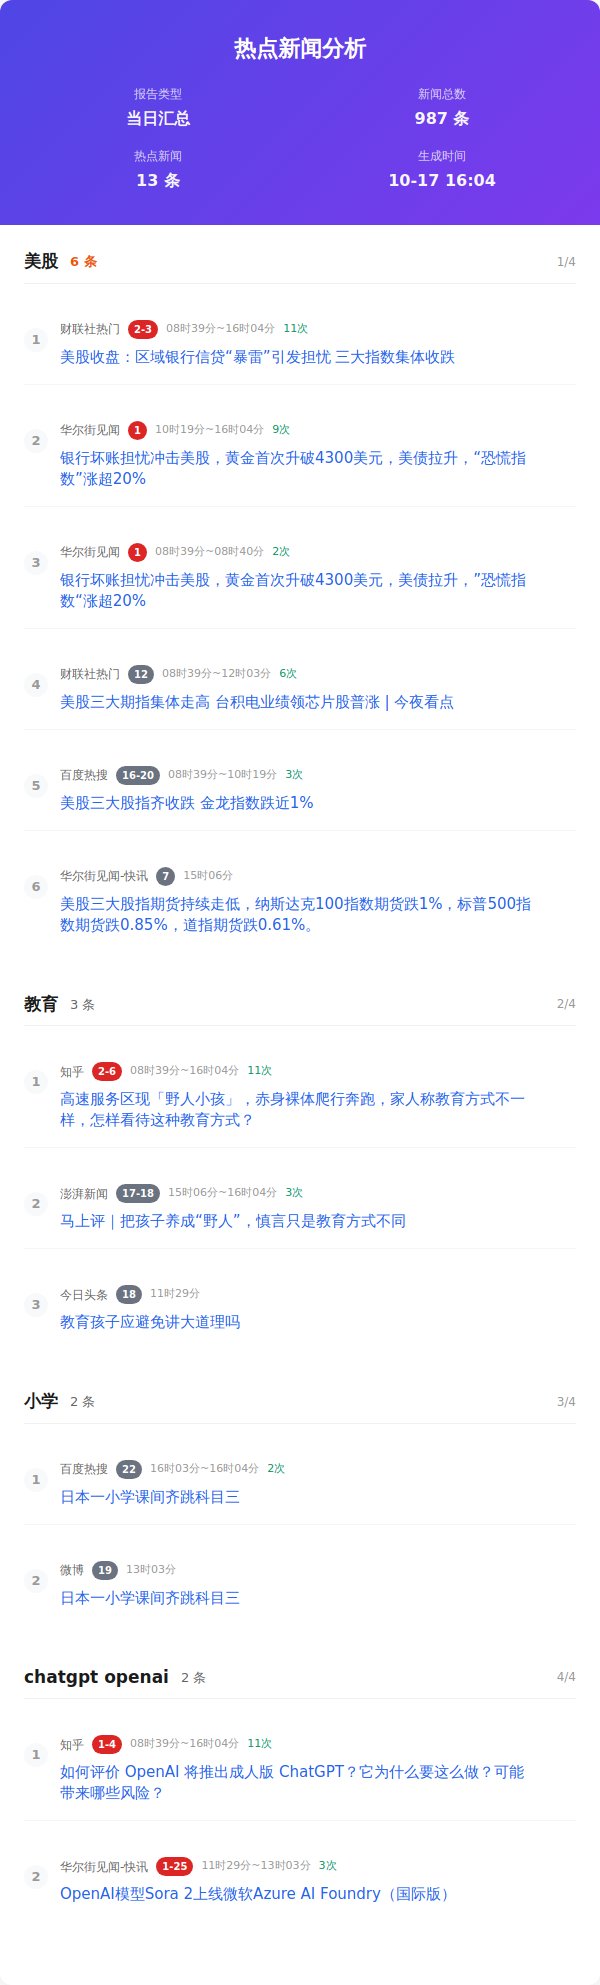 热点新闻分析
报告类型
当日汇总
新闻总数
987 条
热点新闻
13 条
生成时间
10-17 16:04
美股 6 条 1/4
1 财联社热门 2-3 08时39分~16时04分 11次
美股收盘：区域银行信贷“暴雷”引发担忧 三大指数集体收跌
2 华尔街见闻 1 10时19分~16时04分 9次
银行坏账担忧冲击美股，黄金首次升破4300美元，美债拉升，“恐慌指
数”涨超20%
3 华尔街见闻 1 08时39分~08时40分 2次
银行坏账担忧冲击美股，黄金首次升破4300美元，美债拉升，”恐慌指
数“涨超20%
4 财联社热门 12 08时39分~12时03分 6次
美股三大期指集体走高 台积电业绩领衔芯片股普涨 | 今夜看点
5 百度热搜 16-20 08时39分~10时19分 3次
美股三大股指齐收跌 金龙指数跌近1%
6 华尔街见闻-快讯 7 15时06分
美股三大股指期货持续走低，纳斯达克100指数期货跌1%，标普500指
数期货跌0.85%，道指期货跌0.61%。
教育 3 条 2/4
1 知乎 2-6 08时39分~16时04分 11次
高速服务区现「野人小孩」，赤身裸体爬行奔跑，家人称教育方式不一
样，怎样看待这种教育方式？
2 澎湃新闻 17-18 15时06分~16时04分 3次
马上评｜把孩子养成“野人”，慎言只是教育方式不同
3 今日头条 18 11时29分
教育孩子应避免讲大道理吗
小学 2 条 3/4
1 百度热搜 22 16时03分~16时04分 2次
日本一小学课间齐跳科目三
2 微博 19 13时03分
日本一小学课间齐跳科目三
chatgpt openai 2 条 4/4
1 知乎 1-4 08时39分~16时04分 11次
如何评价 OpenAI 将推出成人版 ChatGPT？它为什么要这么做？可能
带来哪些风险？
2 华尔街见闻-快讯 1-25 11时29分~13时03分 3次
OpenAI模型Sora 2上线微软Azure AI Foundry（国际版）